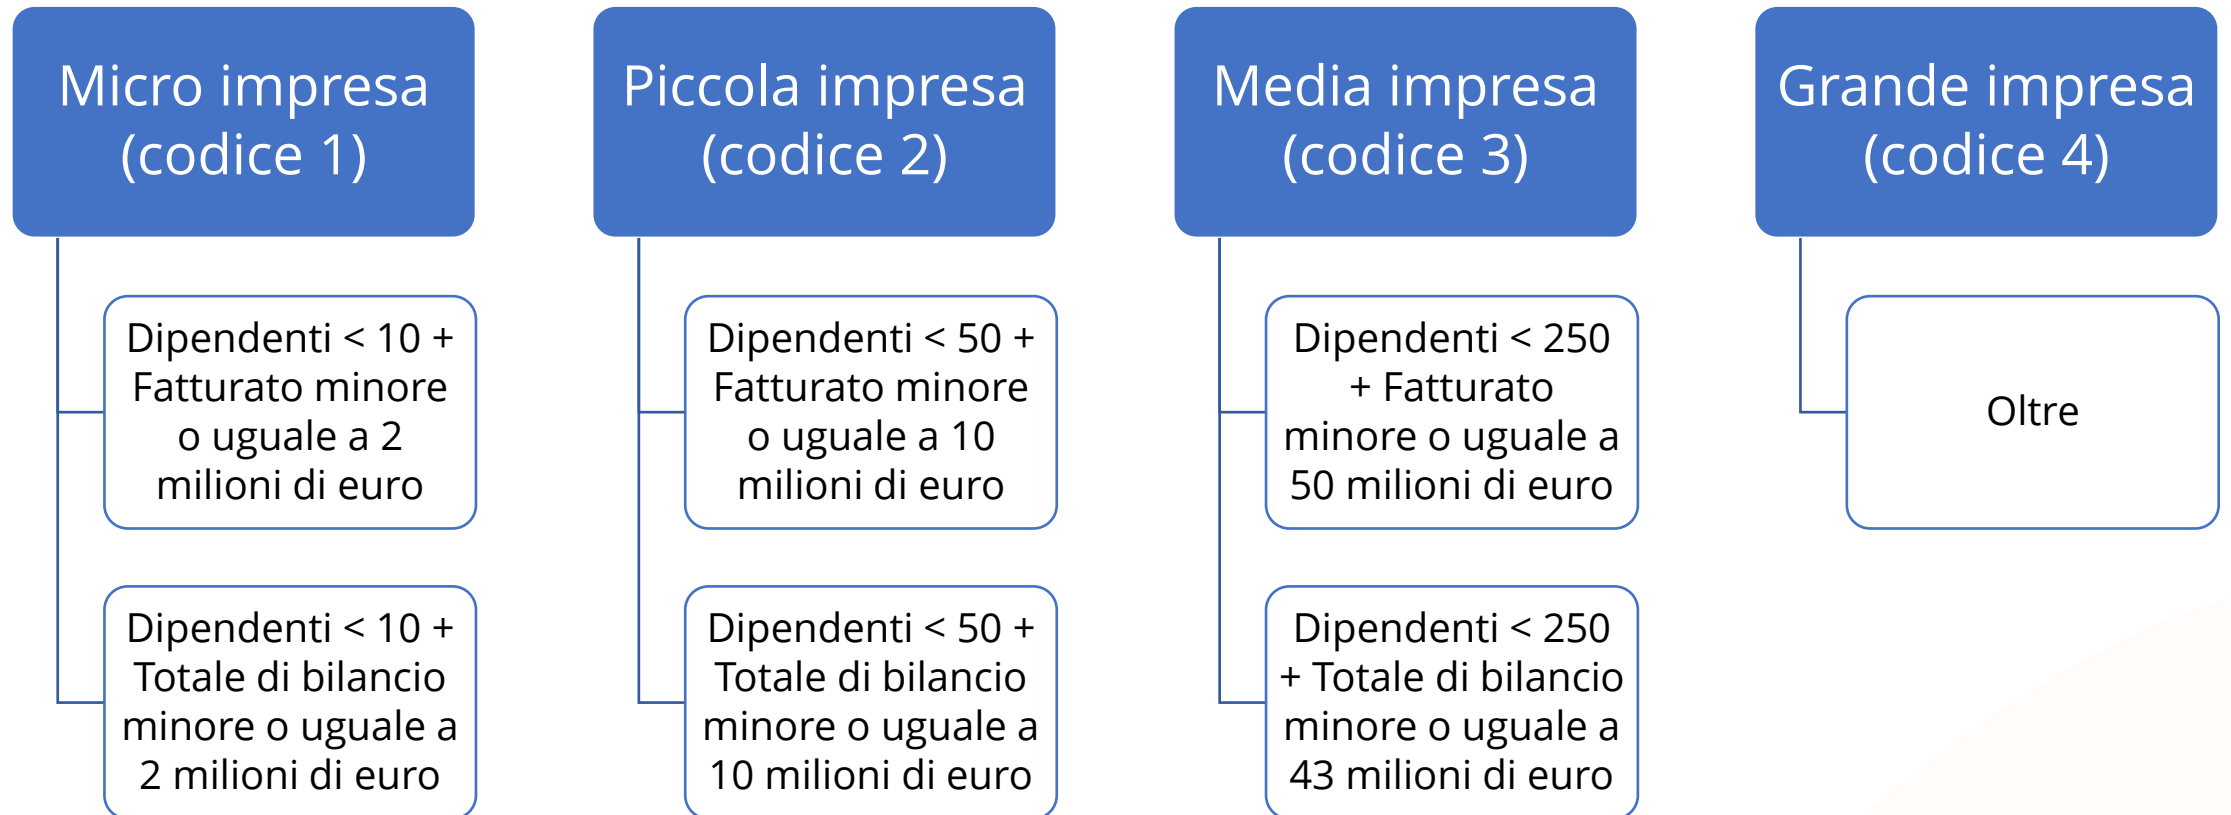 Micro impresa
(codice 1)
Dipendenti < 10 +
Fatturato minore
o uguale a 2
milioni di euro
Dipendenti < 10 +
Totale di bilancio
minore o uguale a
2 milioni di euro
Piccola impresa
(codice 2)
Dipendenti < 50 +
Fatturato minore
o uguale a 10
milioni di euro
Dipendenti < 50 +
Totale di bilancio
minore o uguale a
10 milioni di euro
Media impresa
(codice 3)
Dipendenti < 250
+ Fatturato
minore o uguale a
50 milioni di euro
Dipendenti < 250
+ Totale di bilancio
minore o uguale a
43 milioni di euro
Grande impresa
(codice 4)
Oltre